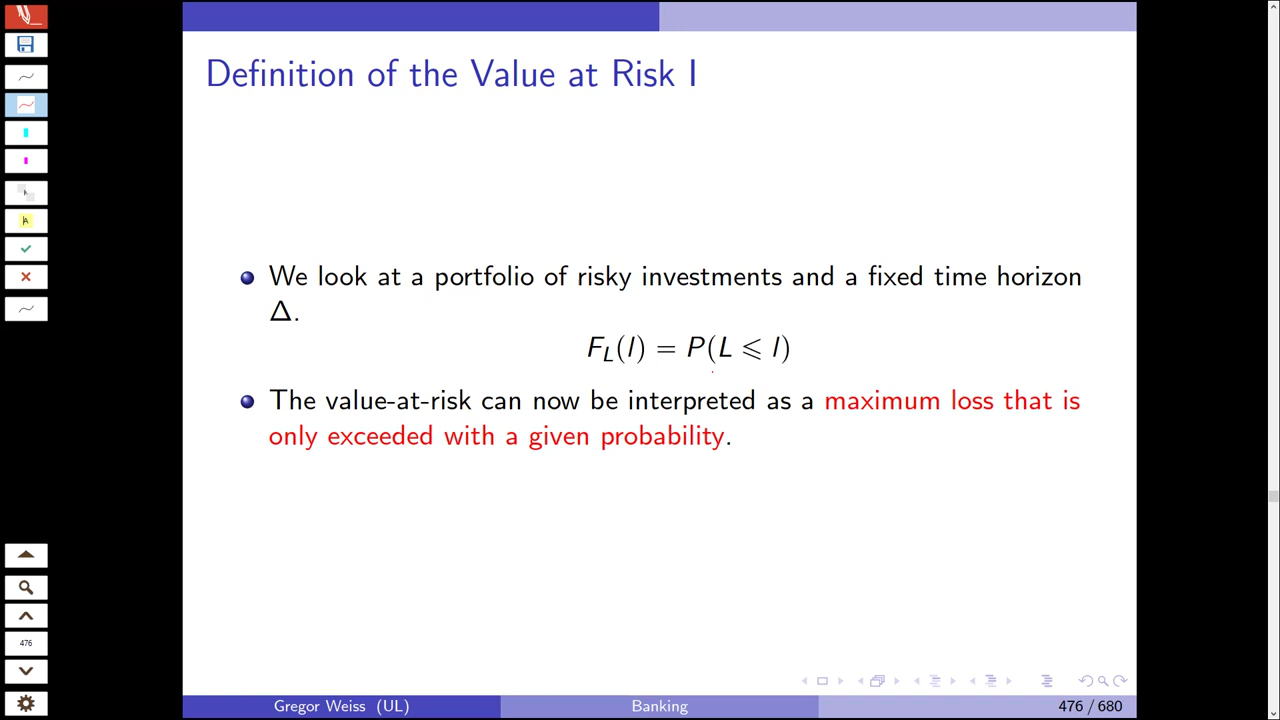 Definition of the Value at Risk I
We look at a portfolio of risky investments and a fixed time horizon
Δ.
F_L(l) = P(L ⩽ l)
The value-at-risk can now be interpreted as a maximum loss that is
only exceeded with a given probability.
476
Gregor Weiss (UL) Banking 476 / 680